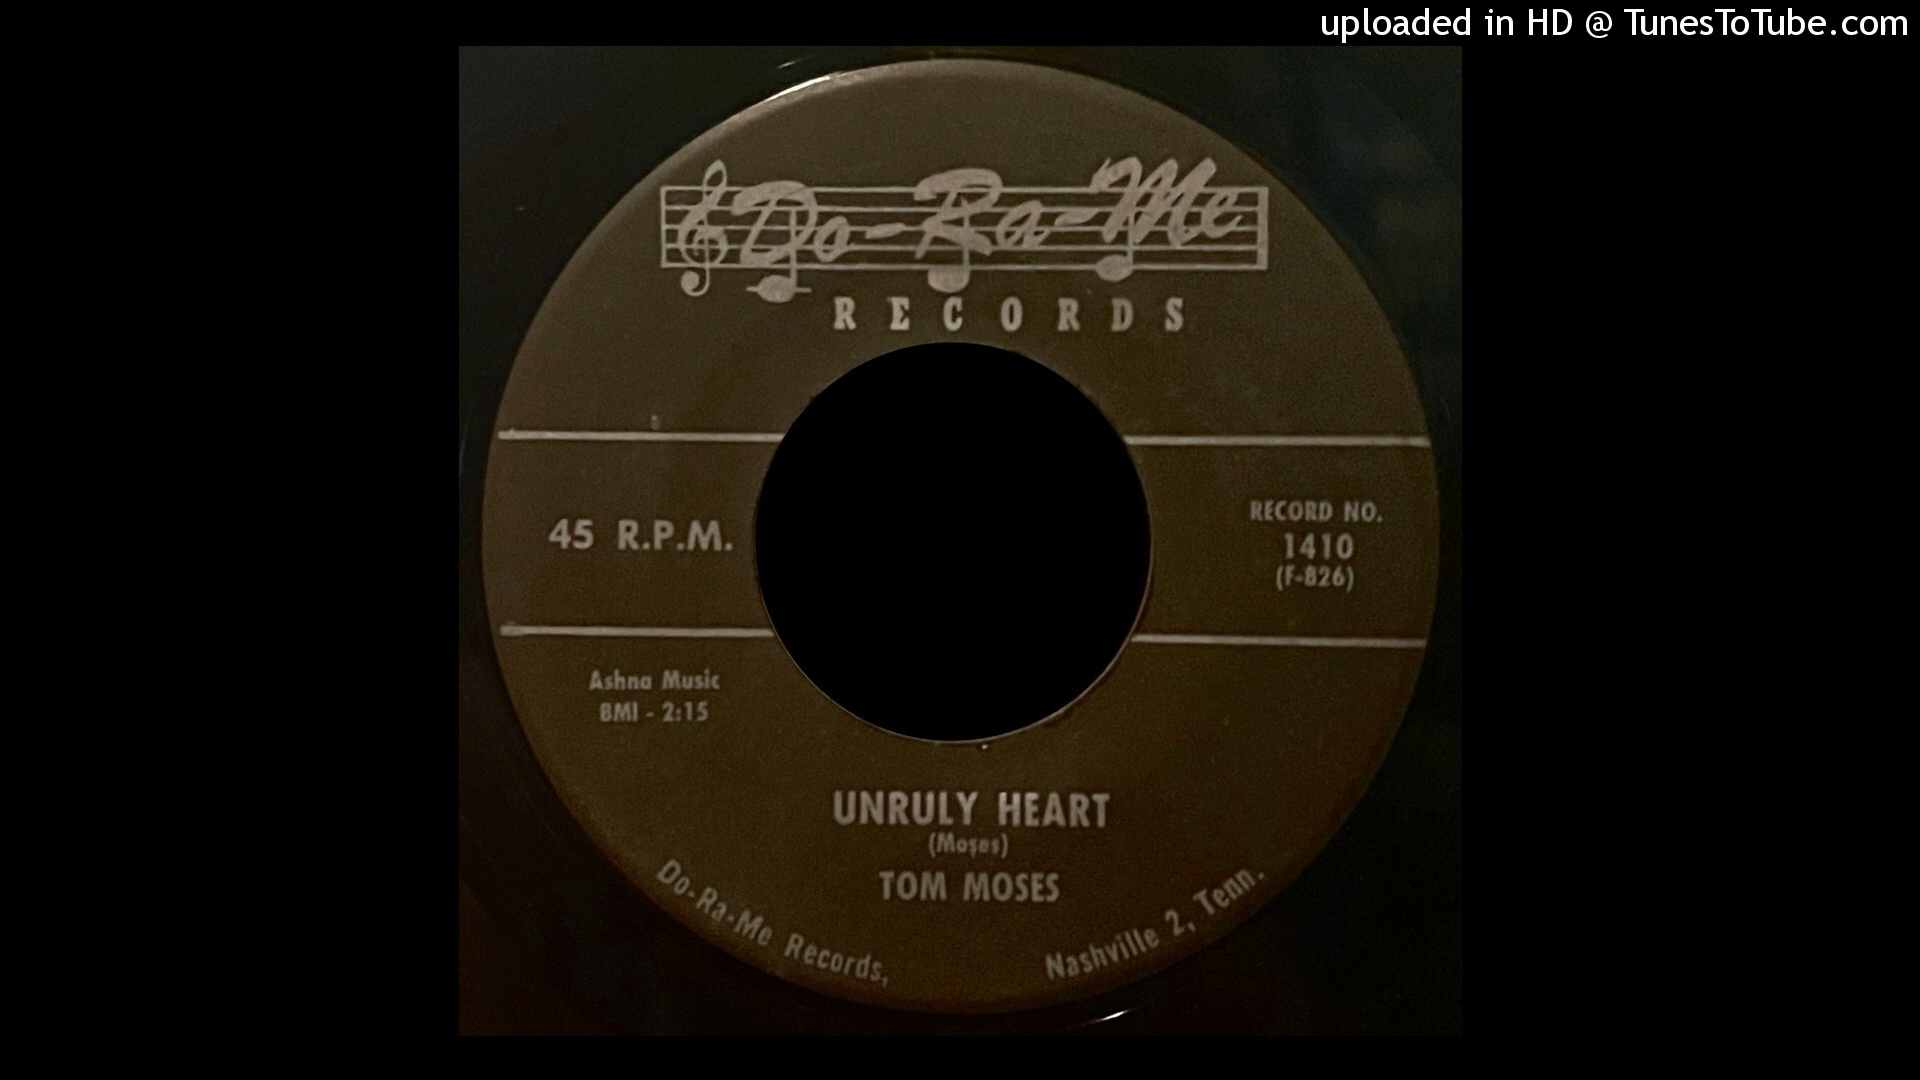 uploaded in HD @ TunesToTube.com
Do-Ra-Me
RECORDS
45 R.P.M.
RECORD NO.
1410
(F-826)
Ashna Music
BMI - 2:15
UNRULY HEART
(Moses)
TOM MOSES
Do-Ra-Me Records, Nashville 2, Tenn.